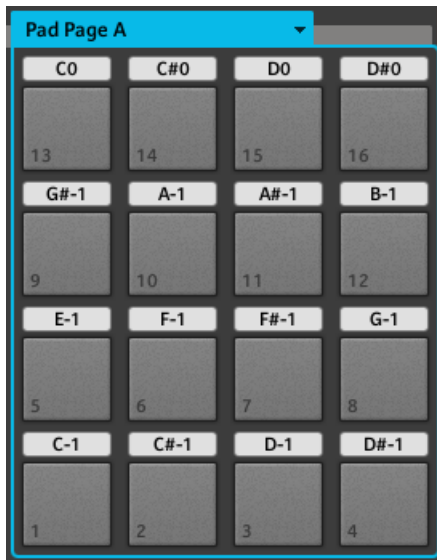 Pad Page A
C0 C#0 D0 D#0
13 14 15 16
G#-1 A-1 A#-1 B-1
9 10 11 12
E-1 F-1 F#-1 G-1
5 6 7 8
C-1 C#-1 D-1 D#-1
1 2 3 4